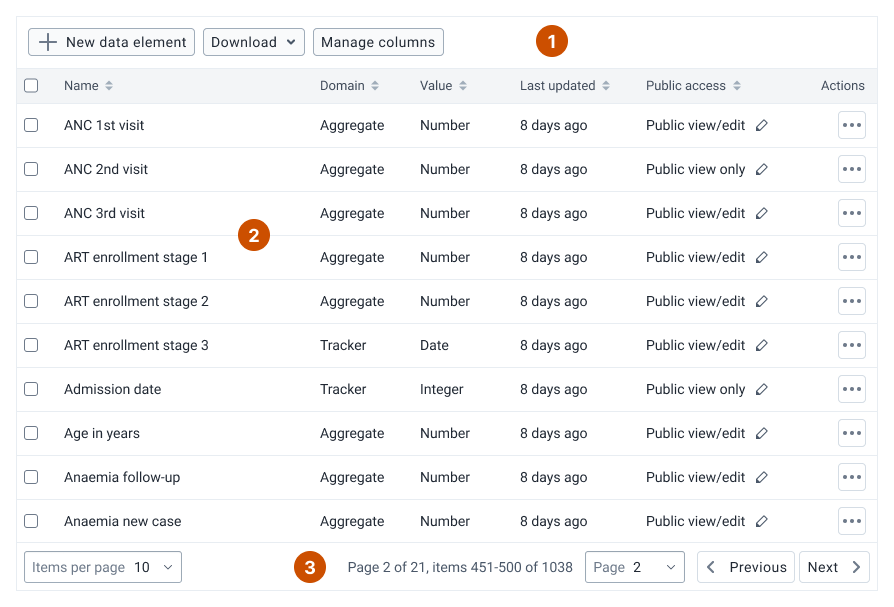 New data element Download Manage columns 1
Name Domain Value Last updated Public access Actions
ANC 1st visit Aggregate Number 8 days ago Public view/edit
ANC 2nd visit Aggregate Number 8 days ago Public view only
ANC 3rd visit Aggregate Number 8 days ago Public view/edit
2
ART enrollment stage 1 Aggregate Number 8 days ago Public view/edit
ART enrollment stage 2 Aggregate Number 8 days ago Public view/edit
ART enrollment stage 3 Tracker Date 8 days ago Public view/edit
Admission date Tracker Integer 8 days ago Public view only
Age in years Aggregate Number 8 days ago Public view/edit
Anaemia follow-up Aggregate Number 8 days ago Public view/edit
Anaemia new case Aggregate Number 8 days ago Public view/edit
Items per page 10 3 Page 2 of 21, items 451-500 of 1038 Page 2 Previous Next